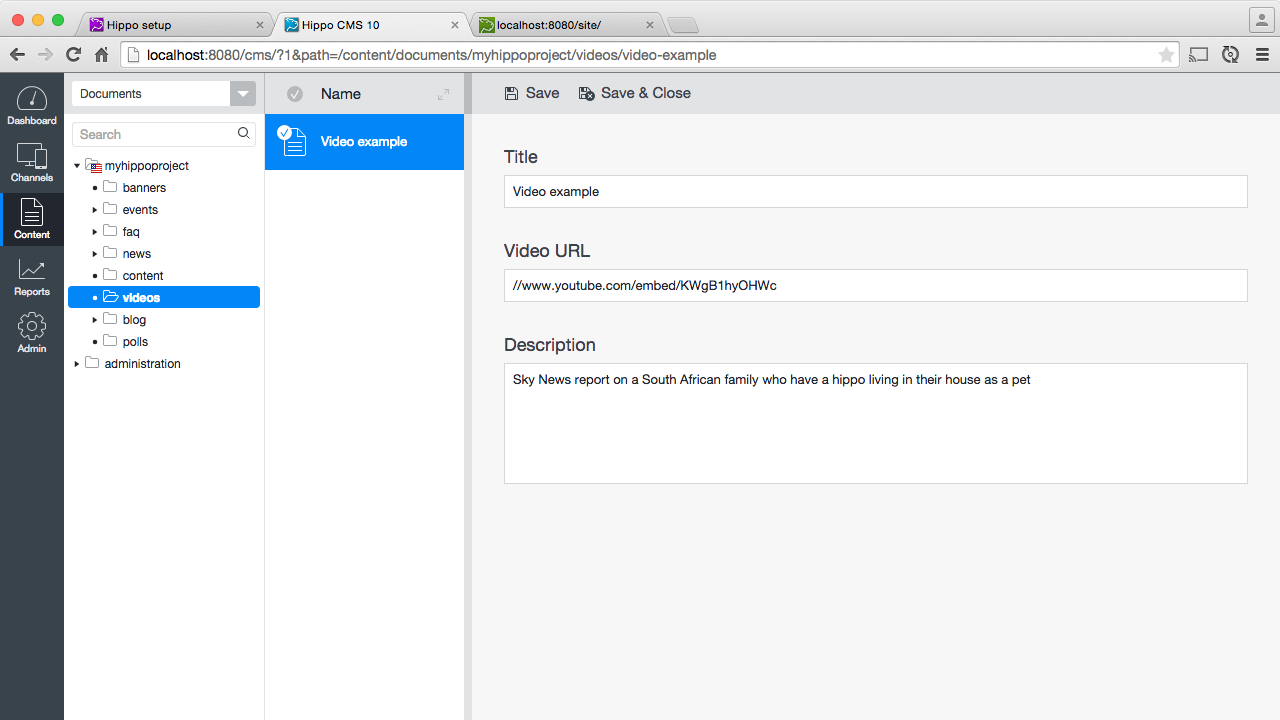 Hippo setup
Hippo CMS 10
localhost:8080/site/
localhost:8080/cms/?1&path=/content/documents/myhippoproject/videos/video-example
Dashboard
Channels
Content
Reports
Admin
Documents
Search
myhippoproject
banners
events
faq
news
content
videos
blog
polls
administration
Name
Video example
Save
Save & Close
Title
Video example
Video URL
//www.youtube.com/embed/KWgB1hyOHWc
Description
Sky News report on a South African family who have a hippo living in their house as a pet